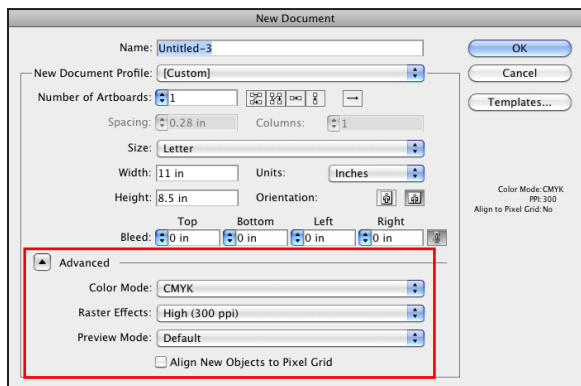 New Document
Name: Untitled-3
OK
New Document Profile: [Custom]
Cancel
Number of Artboards: 1
Templates...
Spacing: 0.28 in Columns: 1
Size: Letter
Width: 11 in Units: Inches
Height: 8.5 in Orientation:
Color Mode:CMYK
PPI:300
Align to Pixel Grid:No
Top Bottom Left Right
Bleed: 0 in 0 in 0 in 0 in
Advanced
Color Mode: CMYK
Raster Effects: High (300 ppi)
Preview Mode: Default
Align New Objects to Pixel Grid